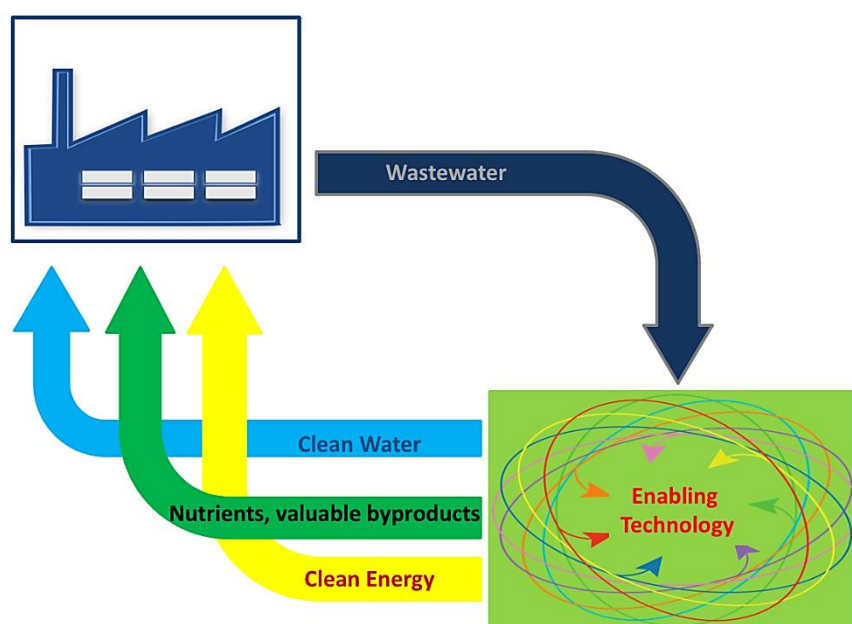 Wastewater
Clean Water
Nutrients, valuable byproducts
Clean Energy
Enabling
Technology